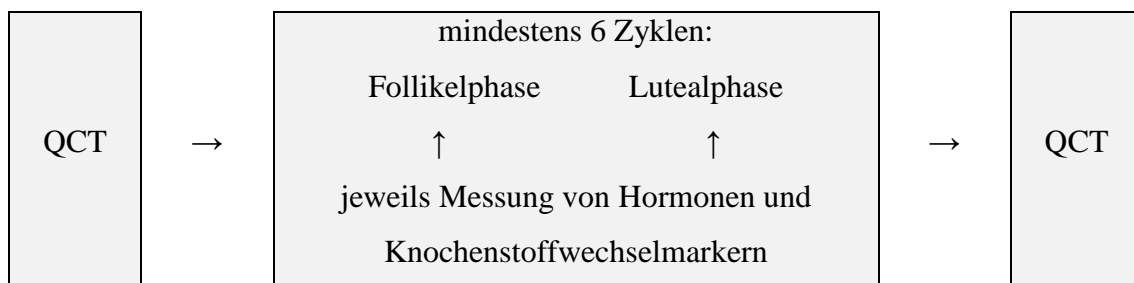 mindestens 6 Zyklen:
Follikelphase Lutealphase
QCT → ↑ ↑ → QCT
jeweils Messung von Hormonen und
Knochenstoffwechselmarkern